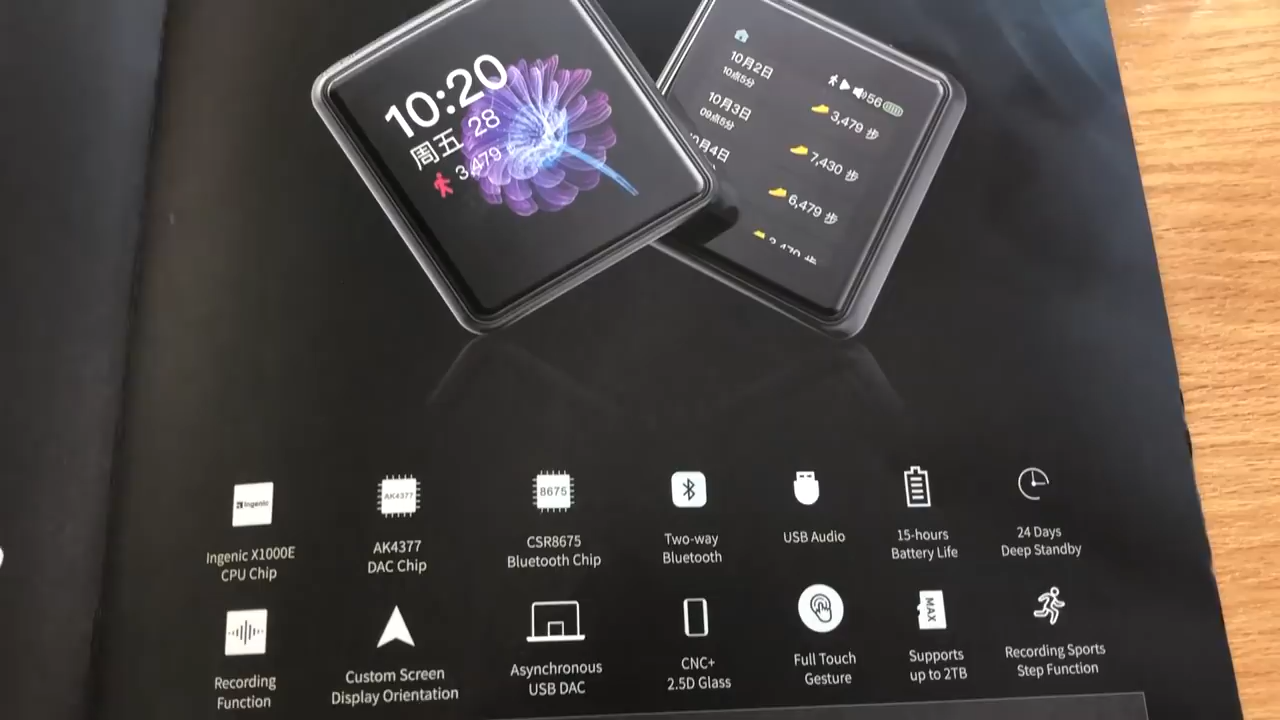 10:20
周五 28
3,479
56
10月2日
10点5分
3,479 步
10月3日
09点5分
7,430 步
月4日
6,479 步
Ingenic
AK4377
8675
Ingenic X1000E
CPU Chip
AK4377
DAC Chip
CSR8675
Bluetooth Chip
Two-way
Bluetooth
USB Audio
15-hours
Battery Life
24 Days
Deep Standby
MAX
Recording
Function
Custom Screen
Display Orientation
Asynchronous
USB DAC
CNC+
2.5D Glass
Full Touch
Gesture
Supports
up to 2TB
Recording Sports
Step Function